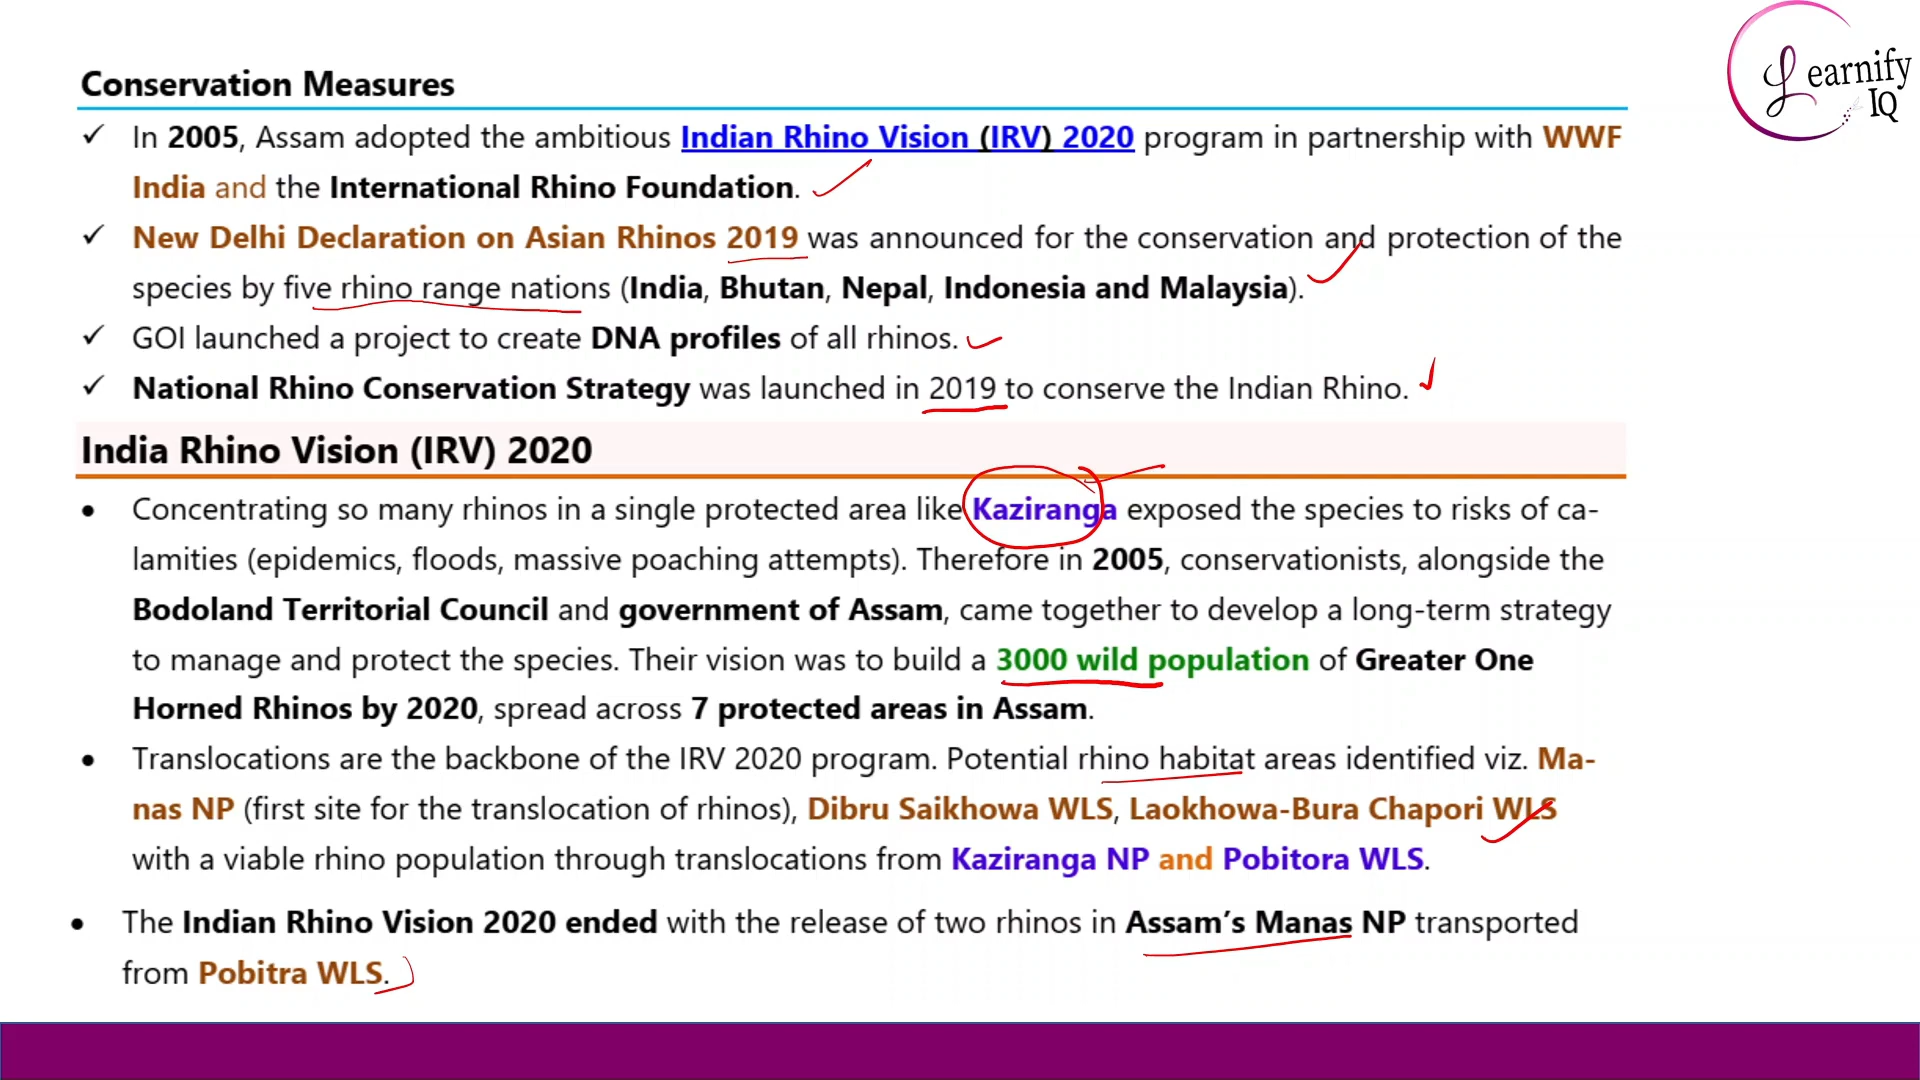 Learnify
IQ
Conservation Measures
✓ In 2005, Assam adopted the ambitious Indian Rhino Vision (IRV) 2020 program in partnership with WWF
India and the International Rhino Foundation.
✓ New Delhi Declaration on Asian Rhinos 2019 was announced for the conservation and protection of the
species by five rhino range nations (India, Bhutan, Nepal, Indonesia and Malaysia).
✓ GOI launched a project to create DNA profiles of all rhinos.
✓ National Rhino Conservation Strategy was launched in 2019 to conserve the Indian Rhino.
India Rhino Vision (IRV) 2020
• Concentrating so many rhinos in a single protected area like Kaziranga exposed the species to risks of ca-
lamities (epidemics, floods, massive poaching attempts). Therefore in 2005, conservationists, alongside the
Bodoland Territorial Council and government of Assam, came together to develop a long-term strategy
to manage and protect the species. Their vision was to build a 3000 wild population of Greater One
Horned Rhinos by 2020, spread across 7 protected areas in Assam.
• Translocations are the backbone of the IRV 2020 program. Potential rhino habitat areas identified viz. Ma-
nas NP (first site for the translocation of rhinos), Dibru Saikhowa WLS, Laokhowa-Bura Chapori WLS
with a viable rhino population through translocations from Kaziranga NP and Pobitora WLS.
• The Indian Rhino Vision 2020 ended with the release of two rhinos in Assam’s Manas NP transported
from Pobitra WLS.